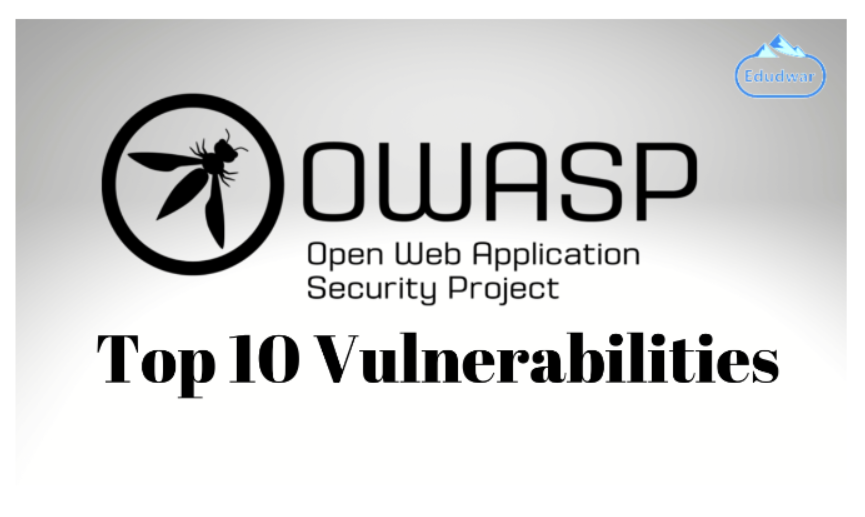 Edudwar
OWASP
Open Web Application
Security Project
Top 10 Vulnerabilities